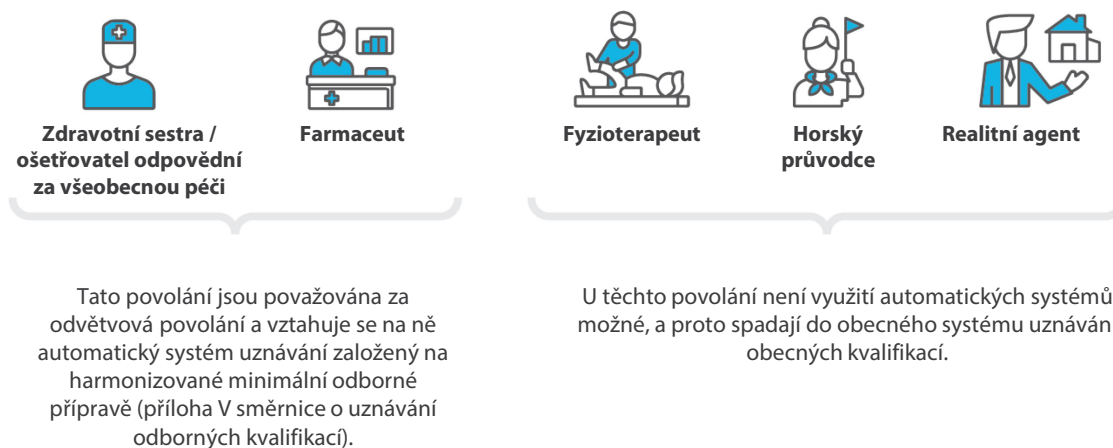 Zdravotní sestra /
ošetřovatel odpovědní
za všeobecnou péči
Farmaceut
Fyzioterapeut
Horský
průvodce
Realitní agent
Tato povolání jsou považována za
odvětvová povolání a vztahuje se na ně
automatický systém uznávání založený na
harmonizované minimální odborné
přípravě (příloha V směrnice o uznávání
odborných kvalifikací).
U těchto povolání není využití automatických systémů
možné, a proto spadají do obecného systému uznáván
obecných kvalifikací.